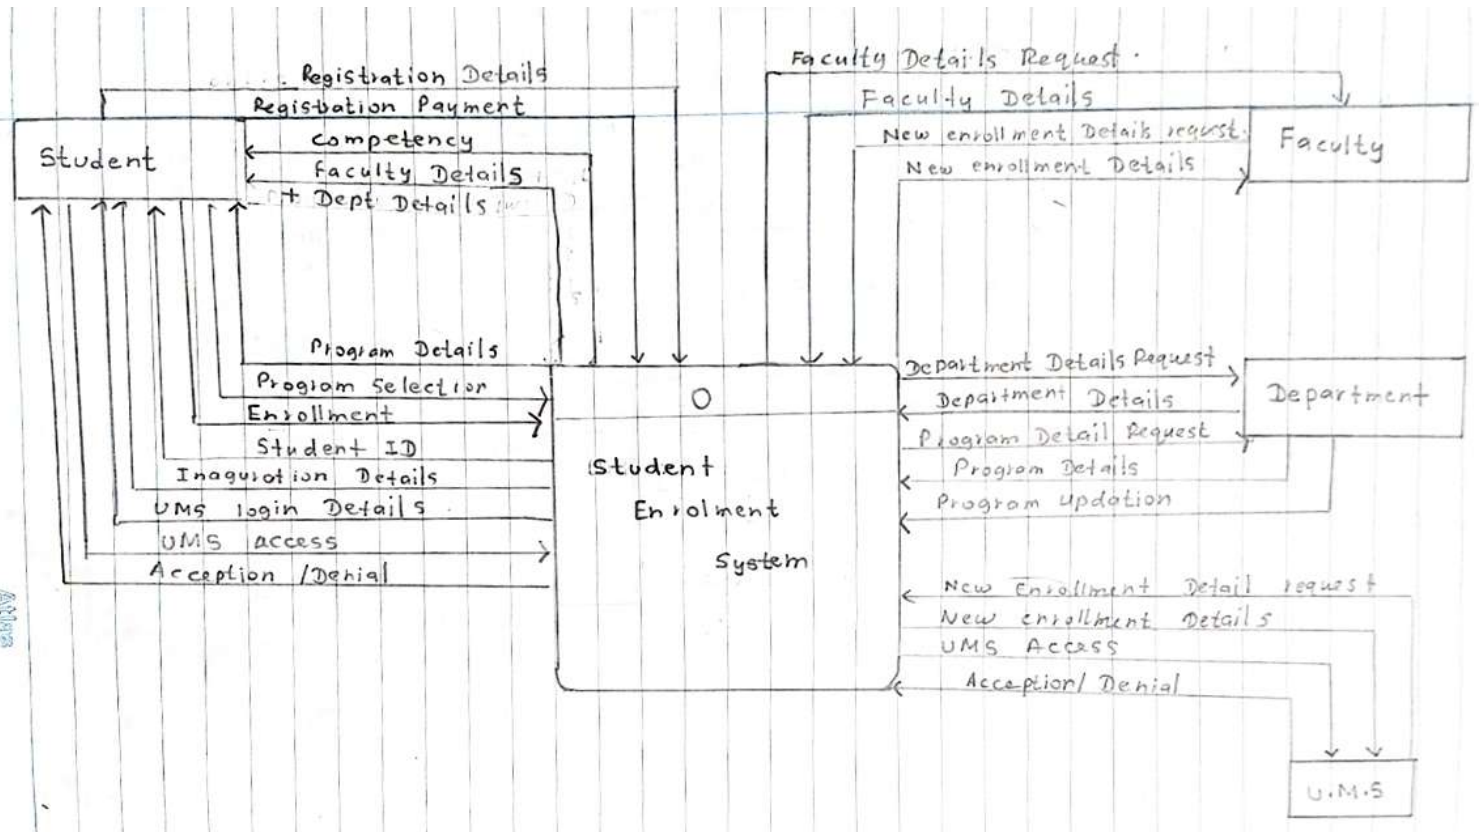 Registration Details
Registration Payment
Competency
Faculty Details
+ Dept Details
Student
Faculty Details Request.
Faculty Details
New enrollment Details request.
New enrollment Details
Faculty
Program Details
Program Selection
Enrollment
Student ID
Inaguration Details
UMS login Details
UMS access
Acception /Denial
O
Student
Enrolment
System
Department Details Request
Department Details
Program Detail Request
Program Details
Program Updation
Department
New Enrollment Detail request
New enrollment Details
UMS Access
Acception/ Denial
U.M.S
Atlas